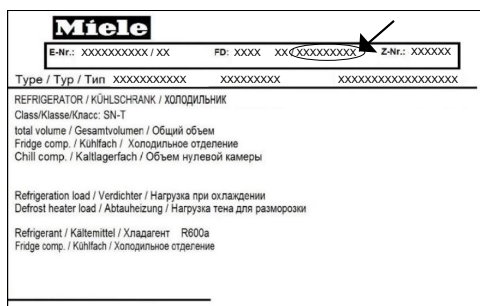 Miele
E-Nr.: XXXXXXXXXX / XX FD: XXXX XX XXXXXXXXX Z-Nr.: XXXXXX
Type / Typ / Тип XXXXXXXXXXX XXXXXXXXX XXXXXXXXXXXXXXXXXX
REFRIGERATOR / KÜHLSCHRANK / ХОЛОДИЛЬНИК
Class/Klasse/Класс: SN-T
total volume / Gesamtvolumen / Общий объем
Fridge comp. / Kühlfach / Холодильное отделение
Chill comp. / Kaltlagerfach / Объем нулевой камеры
Refrigeration load / Verdichter / Нагрузка при охлаждении
Defrost heater load / Abtauheizung / Нагрузка тена для разморозки
Refrigerant / Kältemittel / Хладагент R600a
Fridge comp. / Kühlfach / Холодильное отделение